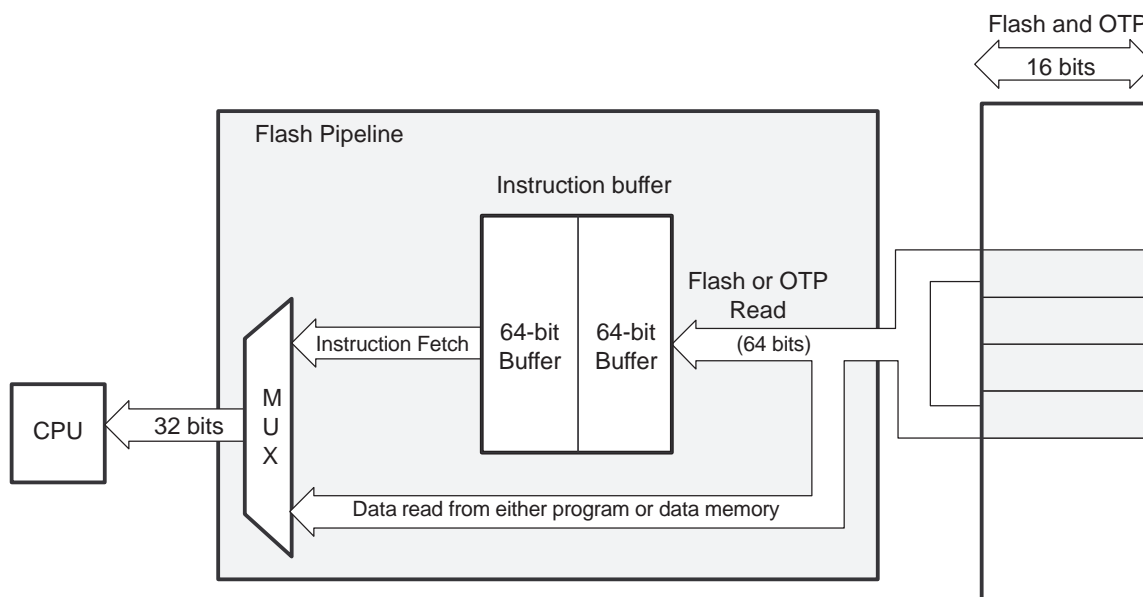 Flash and OTP
16 bits
Flash Pipeline
Instruction buffer
Flash or OTP
Read
(64 bits)
64-bit
Buffer
64-bit
Buffer
Instruction Fetch
M
U
X
CPU
32 bits
Data read from either program or data memory